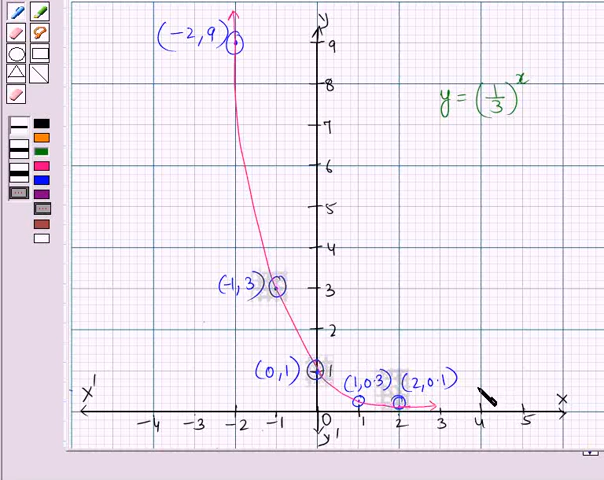 y
(-2,9)
9
8
y = (1/3)^x
7
6
5
4
(-1,3)
3
2
(0,1)
1
(1,0.3) (2,0.1)
X'
X
-4 -3 -2 -1 0 1 2 3 4 5
y'